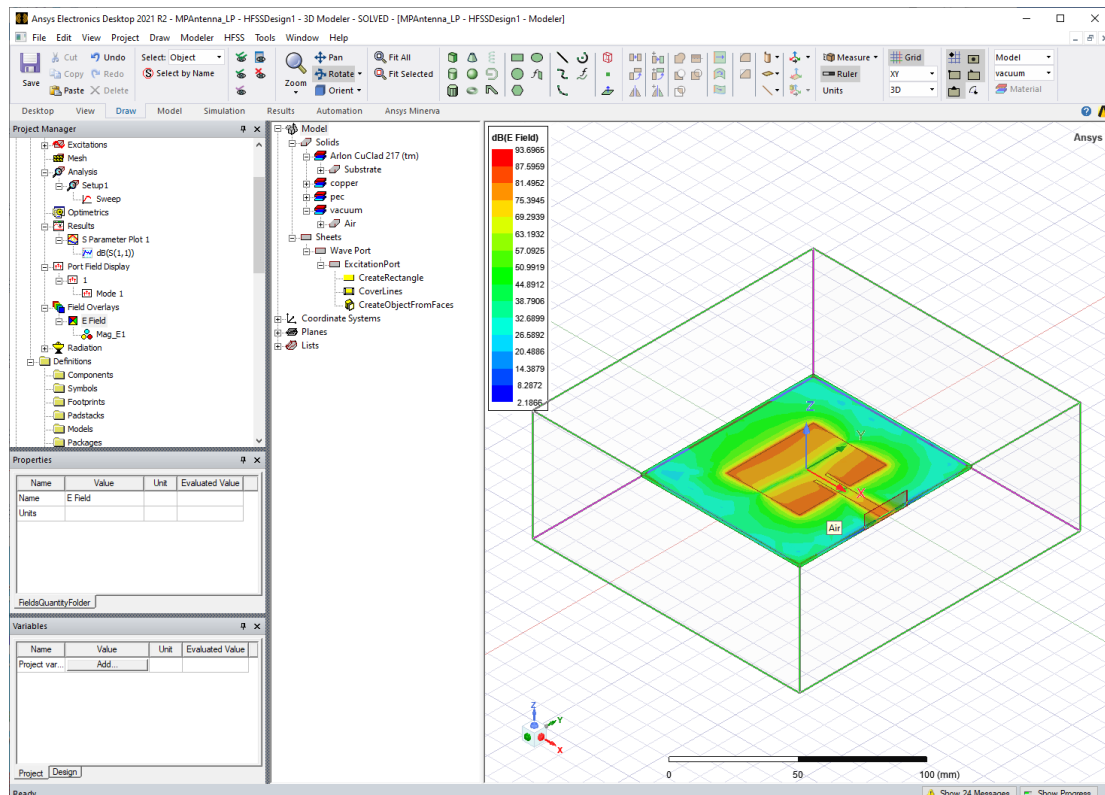 Ansys Electronics Desktop 2021 R2 - MPAntenna_LP - HFSSDesign1 - 3D Modeler - SOLVED - [MPAntenna_LP - HFSSDesign1 - Modeler]
File Edit View Project Draw Modeler HFSS Tools Window Help
Save
Cut
Copy
Paste
Undo
Redo
Delete
Select: Object
Select by Name
Zoom
Pan
Rotate
Orient
Fit All
Fit Selected
Measure
Ruler
Units
Grid
XY
3D
Model
vacuum
Material
Desktop View Draw Model Simulation Results Automation Ansys Minerva
Project Manager
Excitations
Mesh
Analysis
Setup1
Sweep
Optimetrics
Results
S Parameter Plot 1
dB(S(1,1))
Port Field Display
1
Mode 1
Field Overlays
E Field
Mag_E1
Radiation
Definitions
Components
Symbols
Footprints
Padstacks
Models
Packages
Properties
Name Value Unit Evaluated Value
Name E Field
Units
FieldsQuantityFolder
Variables
Name Value Unit Evaluated Value
Project var... Add...
Project Design
Model
Solids
Arlon CuClad 217 (tm)
Substrate
copper
pec
vacuum
Air
Sheets
Wave Port
ExcitationPort
CreateRectangle
CoverLines
CreateObjectFromFaces
Coordinate Systems
Planes
Lists
dB(E Field)
93.6965
87.5959
81.4952
75.3945
69.2939
63.1932
57.0925
50.9919
44.8912
38.7906
32.6899
26.5892
20.4886
14.3879
8.2872
2.1866
Ansys
Z
Y
X
Air
Z
Y
X
0 50 100 (mm)
Ready
Show 24 Messages Show Progress